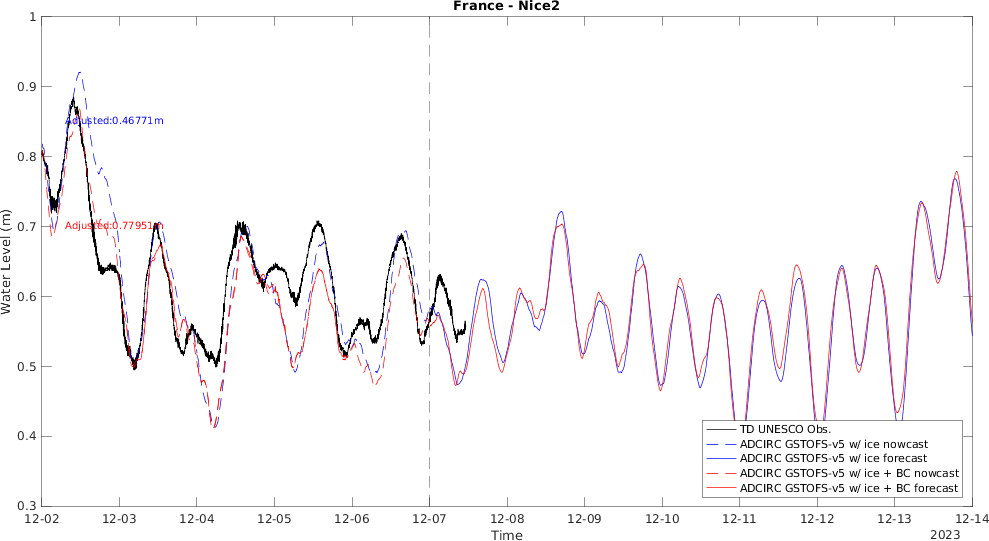 France - Nice2
1
0.9
0.8
0.7
0.6
0.5
0.4
0.3
Water Level (m)
Adjusted:0.46771m
Adjusted:0.77951m
TD UNESCO Obs.
ADCIRC GSTOFS-v5 w/ ice nowcast
ADCIRC GSTOFS-v5 w/ ice forecast
ADCIRC GSTOFS-v5 w/ ice + BC nowcast
ADCIRC GSTOFS-v5 w/ ice + BC forecast
12-02 12-03 12-04 12-05 12-06 12-07 12-08 12-09 12-10 12-11 12-12 12-13 12-14
Time
2023